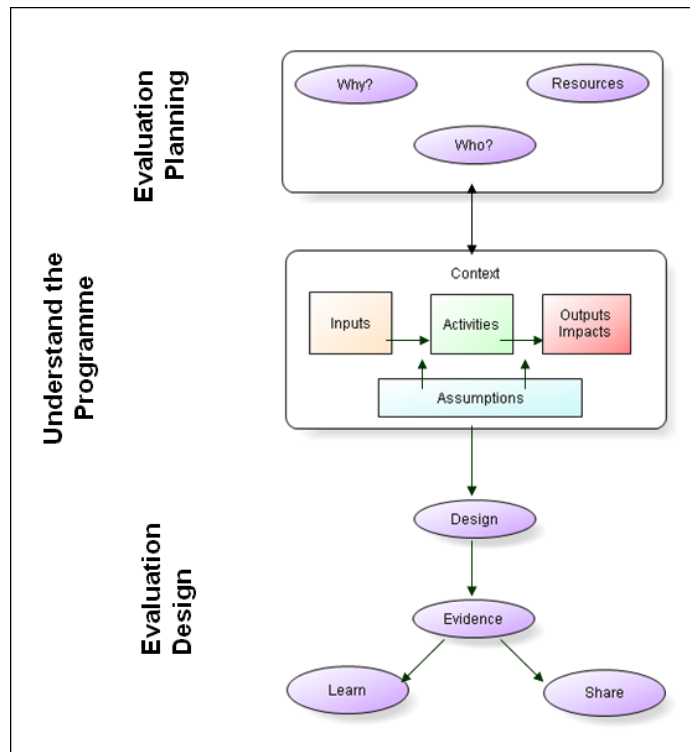 Evaluation
Planning
Why?
Resources
Who?
Understand the
Programme
Context
Inputs
Activities
Outputs
Impacts
Assumptions
Evaluation
Design
Design
Evidence
Learn
Share